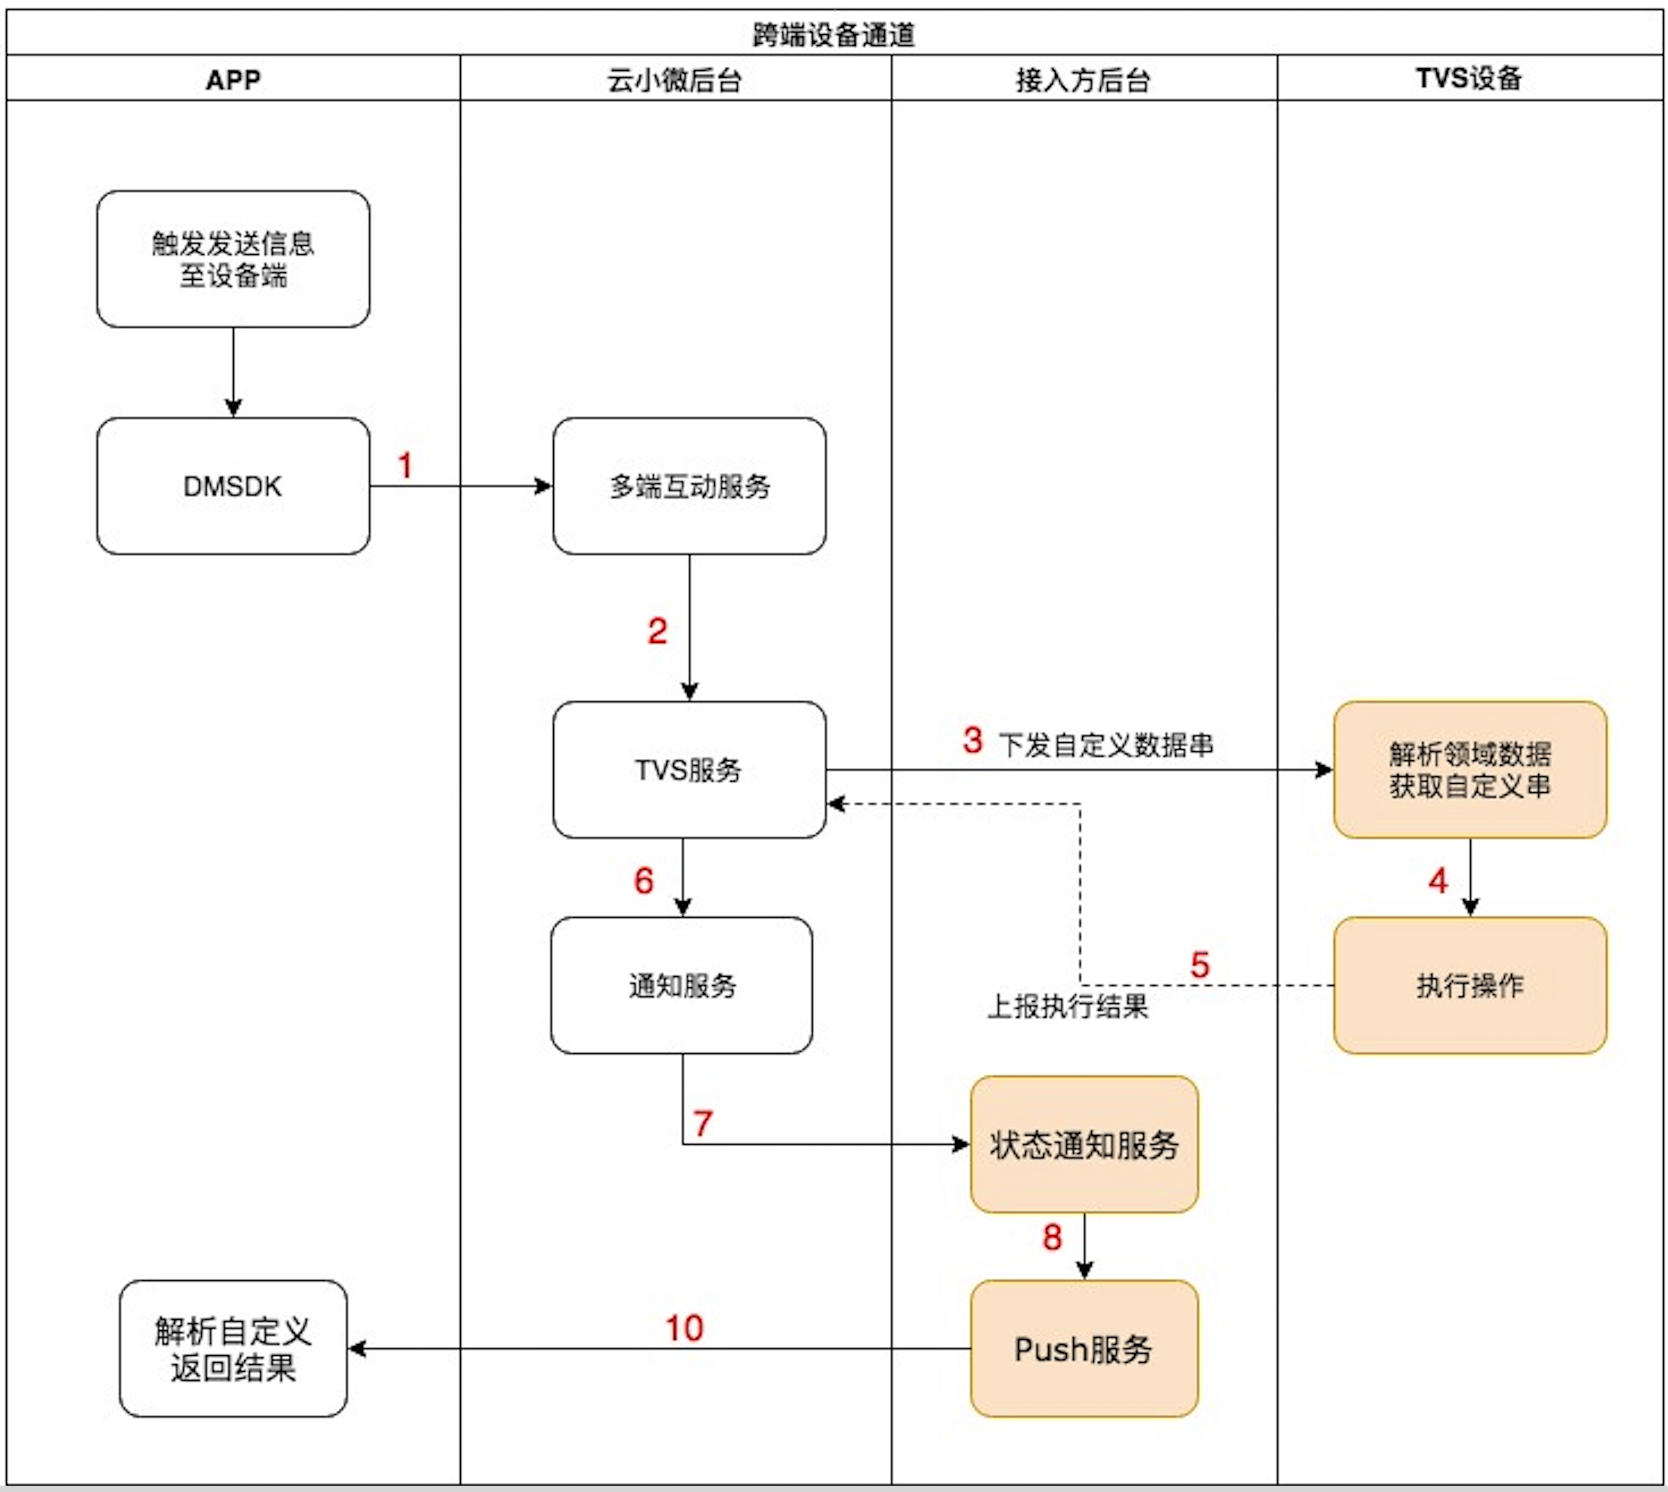 跨端设备通道
APP
云小微后台
接入方后台
TVS设备
触发发送信息
至设备端
DMSDK
1
多端互动服务
2
TVS服务
3 下发自定义数据串
解析领域数据
获取自定义串
4
执行操作
5
上报执行结果
6
通知服务
7
状态通知服务
8
Push服务
10
解析自定义
返回结果